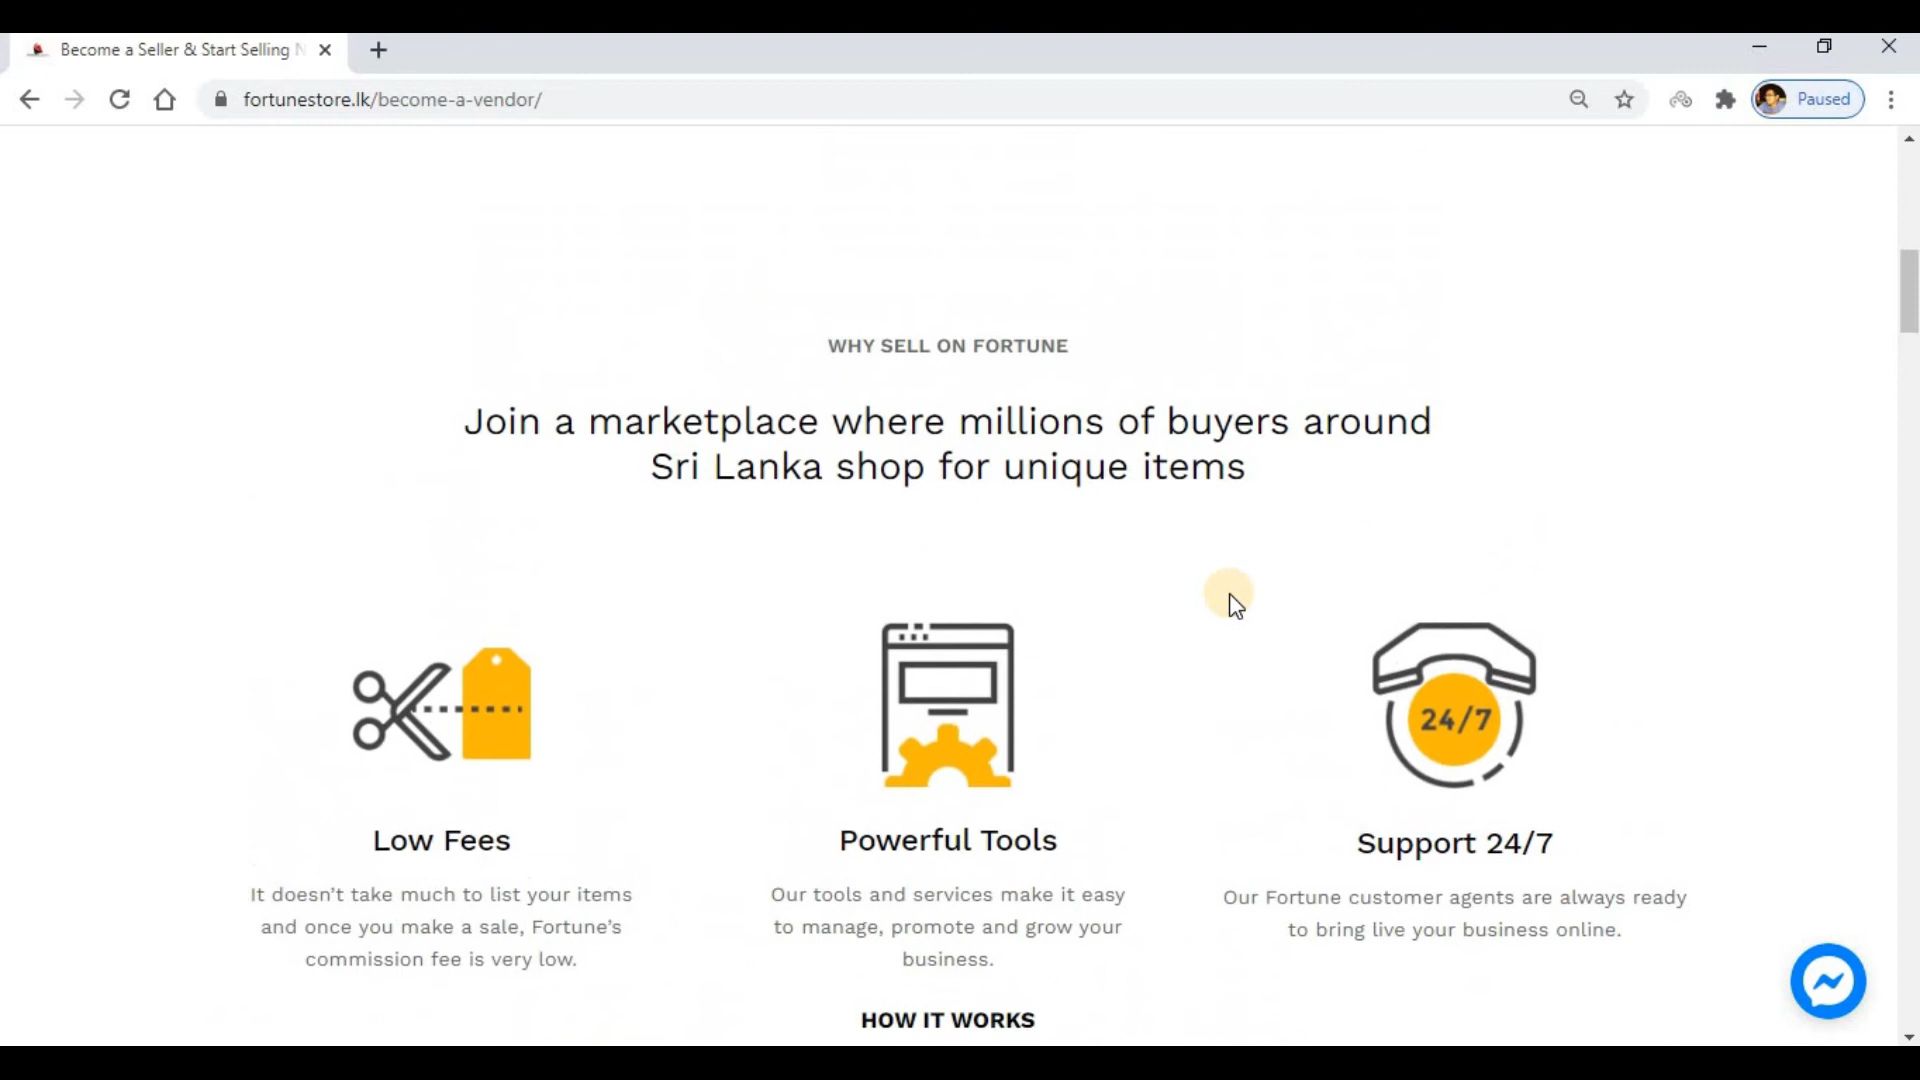 Become a Seller & Start Selling N
fortunestore.lk/become-a-vendor/
Paused
WHY SELL ON FORTUNE
Join a marketplace where millions of buyers around
Sri Lanka shop for unique items
24/7
Low Fees
Powerful Tools
Support 24/7
It doesn’t take much to list your items
and once you make a sale, Fortune’s
commission fee is very low.
Our tools and services make it easy
to manage, promote and grow your
business.
Our Fortune customer agents are always ready
to bring live your business online.
HOW IT WORKS